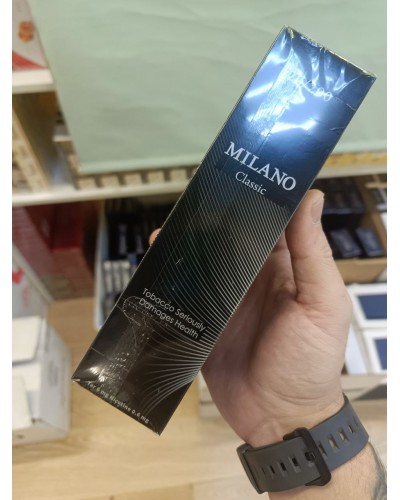 MILANO
Classic
Tobacco Seriously
Damages Health